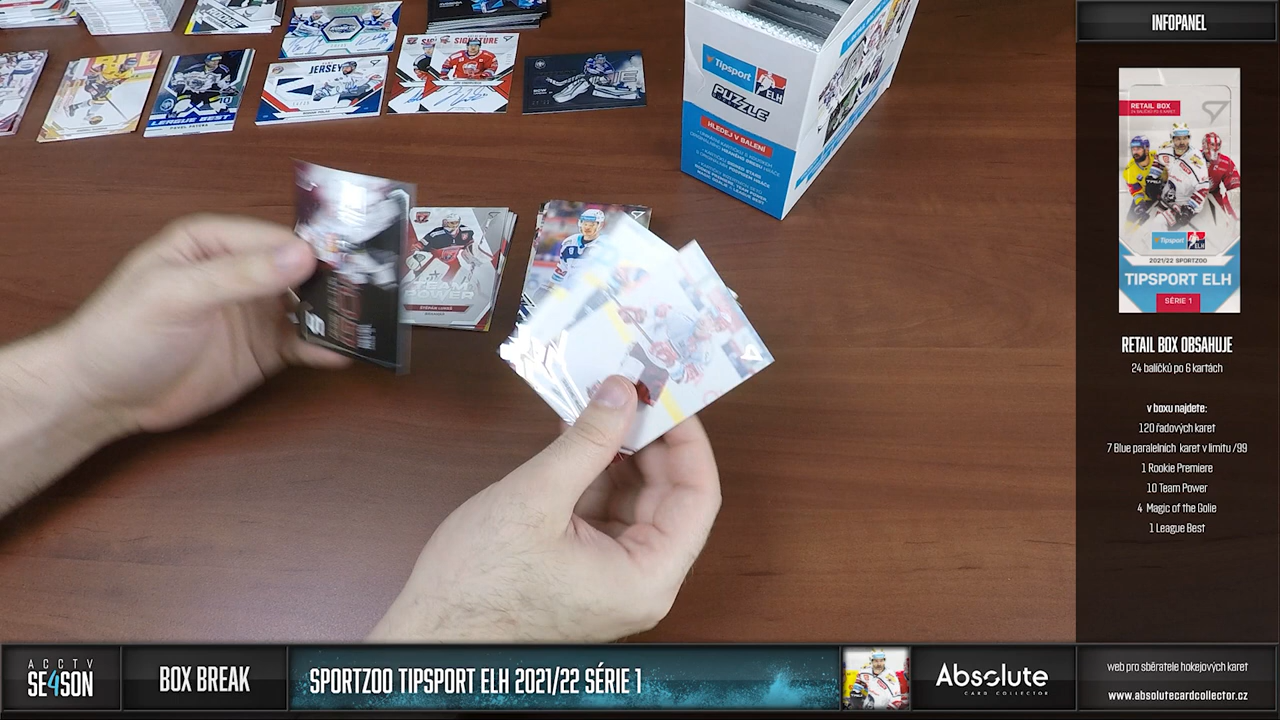 JERSEY
SIGNATURE
LEAGUE BEST
Tipsport
ELH
PUZZLE
HLEDEJ V BALENÍ
TEAM
POWER
INFOPANEL
RETAIL BOX
Tipsport
2021/22 SPORTZOO
TIPSPORT ELH
SÉRIE 1
RETAIL BOX OBSAHUJE
24 balíčků po 6 kartách
v boxu najdete:
120 řadových karet
7 Blue paralelních karet v limitu /99
1 Rookie Premiere
10 Team Power
4 Magic of the Golie
1 League Best
ACCTV
SE4SON
BOX BREAK
SPORTZOO TIPSPORT ELH 2021/22 SÉRIE 1
Absolute
CARD COLLECTOR
web pro sběratele hokejových karet
www.absolutecardcollector.cz